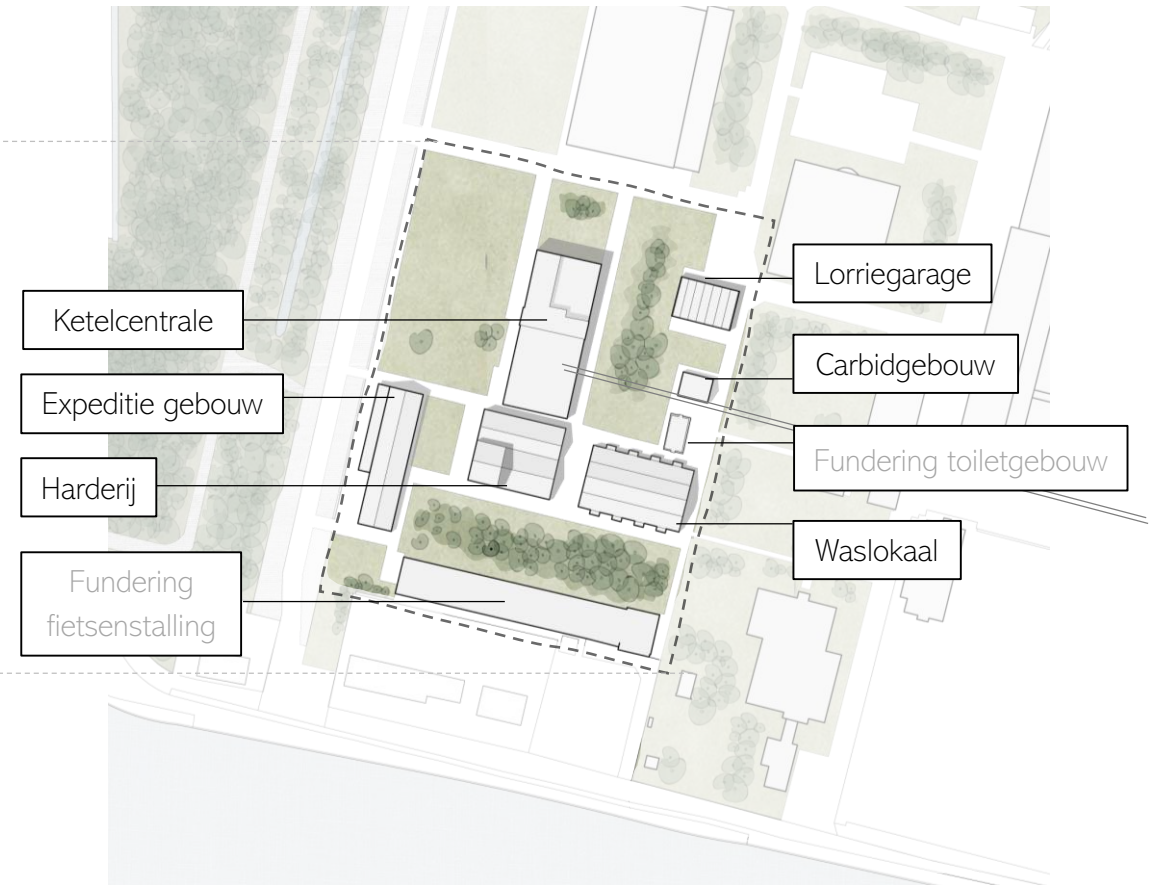 Ketelcentrale
Expeditie gebouw
Harderij
Fundering
fietsenstalling
Lorriegarage
Carbidgebouw
Fundering toiletgebouw
Waslokaal